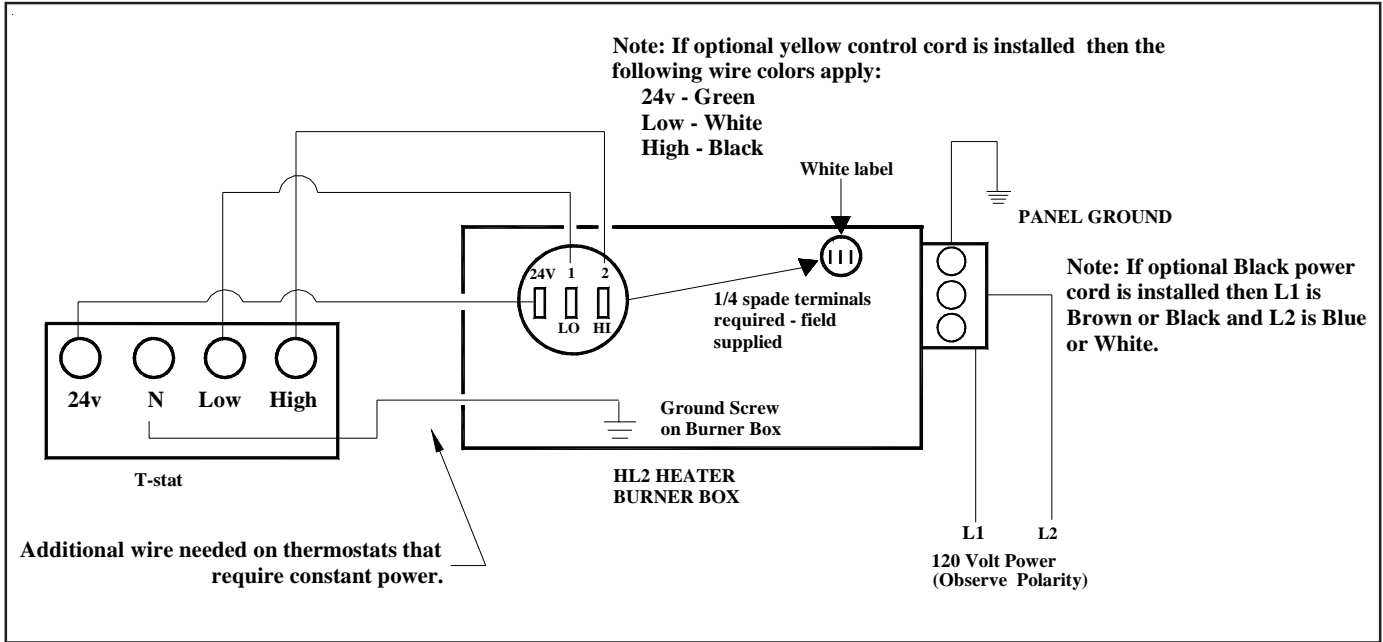 Note: If optional yellow control cord is installed then the
following wire colors apply:
24v - Green
Low - White
High - Black
White label
PANEL GROUND
Note: If optional Black power
cord is installed then L1 is
Brown or Black and L2 is Blue
or White.
24V 1 2
LO HI
1/4 spade terminals
required - field
supplied
24v N Low High
T-stat
Ground Screw
on Burner Box
HL2 HEATER
BURNER BOX
Additional wire needed on thermostats that
require constant power.
L1 L2
120 Volt Power
(Observe Polarity)